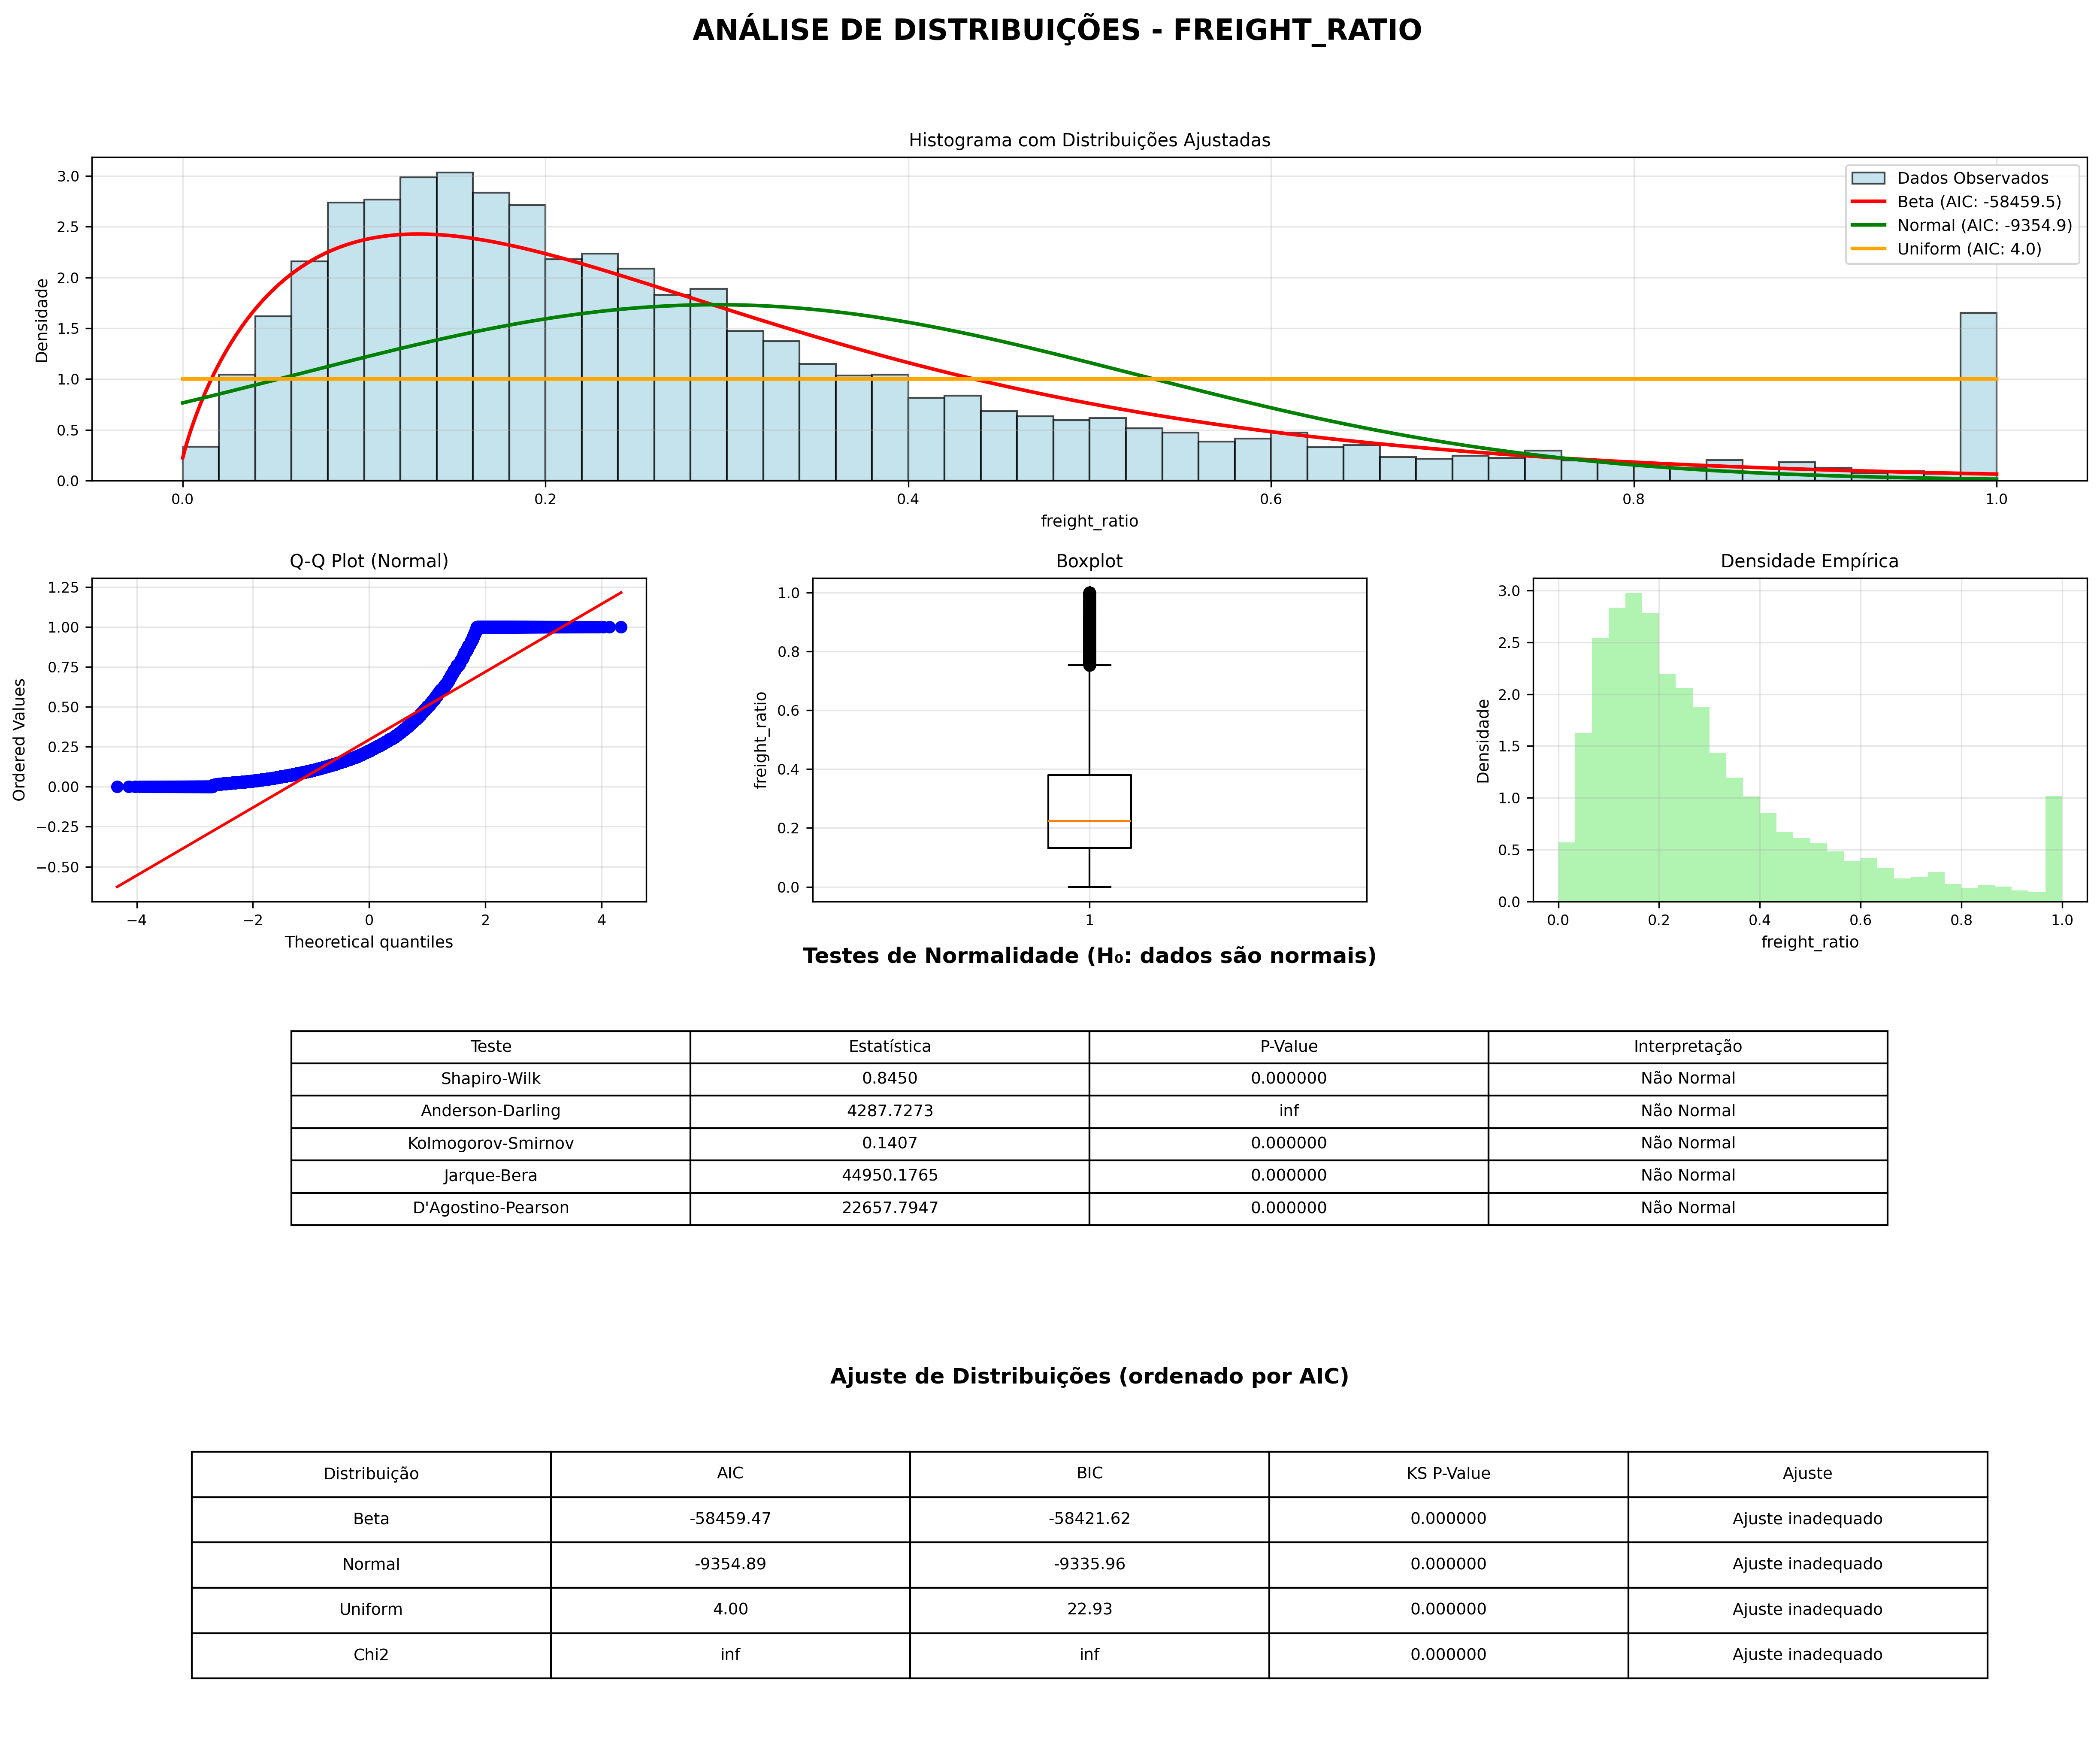 ANÁLISE DE DISTRIBUIÇÕES - FREIGHT_RATIO
Histograma com Distribuições Ajustadas
Densidade
3.0
2.5
2.0
1.5
1.0
0.5
0.0
0.0 0.2 0.4 0.6 0.8 1.0
freight_ratio
Dados Observados
Beta (AIC: -58459.5)
Normal (AIC: -9354.9)
Uniform (AIC: 4.0)
Q-Q Plot (Normal)
Ordered Values
1.25
1.00
0.75
0.50
0.25
0.00
−0.25
−0.50
−4 −2 0 2 4
Theoretical quantiles
Boxplot
freight_ratio
1.0
0.8
0.6
0.4
0.2
0.0
1
Densidade Empírica
Densidade
3.0
2.5
2.0
1.5
1.0
0.5
0.0
0.0 0.2 0.4 0.6 0.8 1.0
freight_ratio
Testes de Normalidade (H₀: dados são normais)
Teste Estatística P-Value Interpretação
Shapiro-Wilk 0.8450 0.000000 Não Normal
Anderson-Darling 4287.7273 inf Não Normal
Kolmogorov-Smirnov 0.1407 0.000000 Não Normal
Jarque-Bera 44950.1765 0.000000 Não Normal
D'Agostino-Pearson 22657.7947 0.000000 Não Normal
Ajuste de Distribuições (ordenado por AIC)
Distribuição AIC BIC KS P-Value Ajuste
Beta -58459.47 -58421.62 0.000000 Ajuste inadequado
Normal -9354.89 -9335.96 0.000000 Ajuste inadequado
Uniform 4.00 22.93 0.000000 Ajuste inadequado
Chi2 inf inf 0.000000 Ajuste inadequado